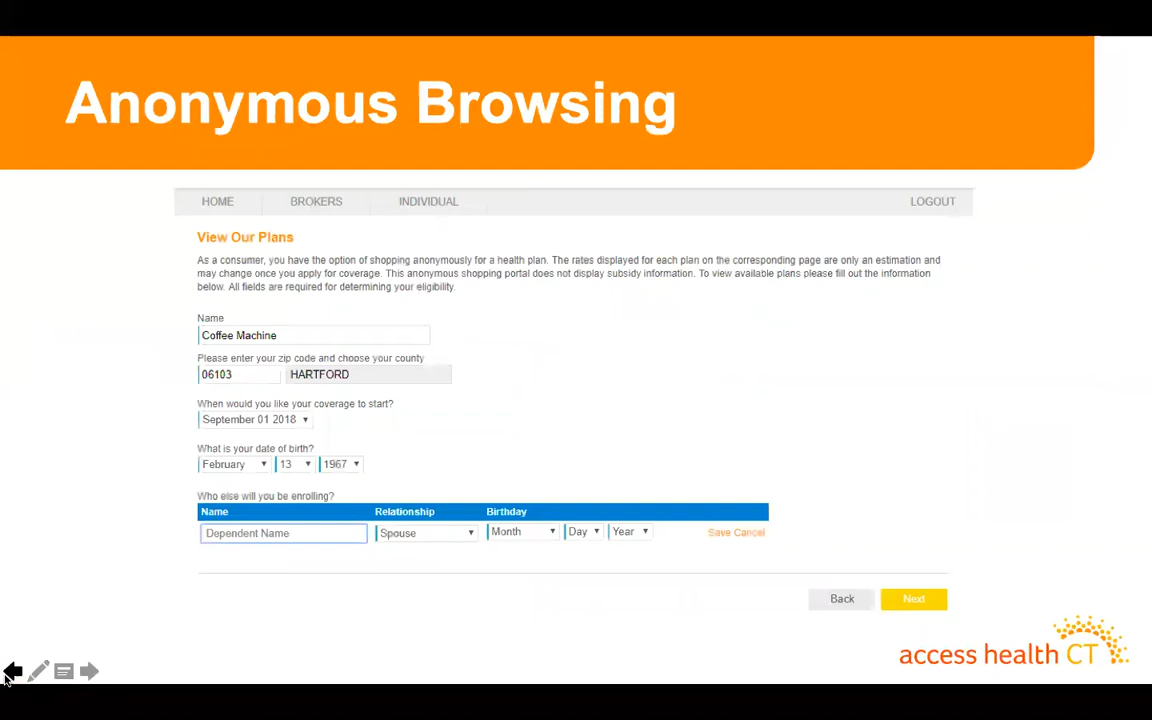 Anonymous Browsing
HOME BROKERS INDIVIDUAL LOGOUT
View Our Plans
As a consumer, you have the option of shopping anonymously for a health plan. The rates displayed for each plan on the corresponding page are only an estimation and
may change once you apply for coverage. This anonymous shopping portal does not display subsidy information. To view available plans please fill out the information
below. All fields are required for determining your eligibility.
Name
Coffee Machine
Please enter your zip code and choose your county
06103 HARTFORD
When would you like your coverage to start?
September 01 2018
What is your date of birth?
February 13 1967
Who else will you be enrolling?
Name Relationship Birthday
Dependent Name Spouse Month Day Year Save Cancel
Back Next
access health CT